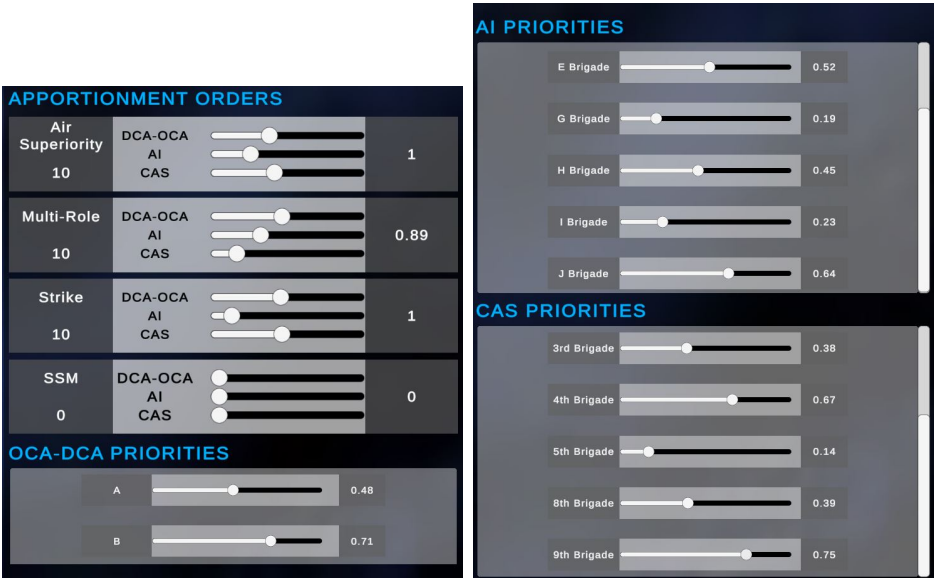 APPORTIONMENT ORDERS
Air
Superiority
10
DCA-OCA
AI
CAS
1
Multi-Role
10
DCA-OCA
AI
CAS
0.89
Strike
10
DCA-OCA
AI
CAS
1
SSM
0
DCA-OCA
AI
CAS
0
OCA-DCA PRIORITIES
A 0.48
B 0.71
AI PRIORITIES
E Brigade 0.52
G Brigade 0.19
H Brigade 0.45
I Brigade 0.23
J Brigade 0.64
CAS PRIORITIES
3rd Brigade 0.38
4th Brigade 0.67
5th Brigade 0.14
8th Brigade 0.39
9th Brigade 0.75